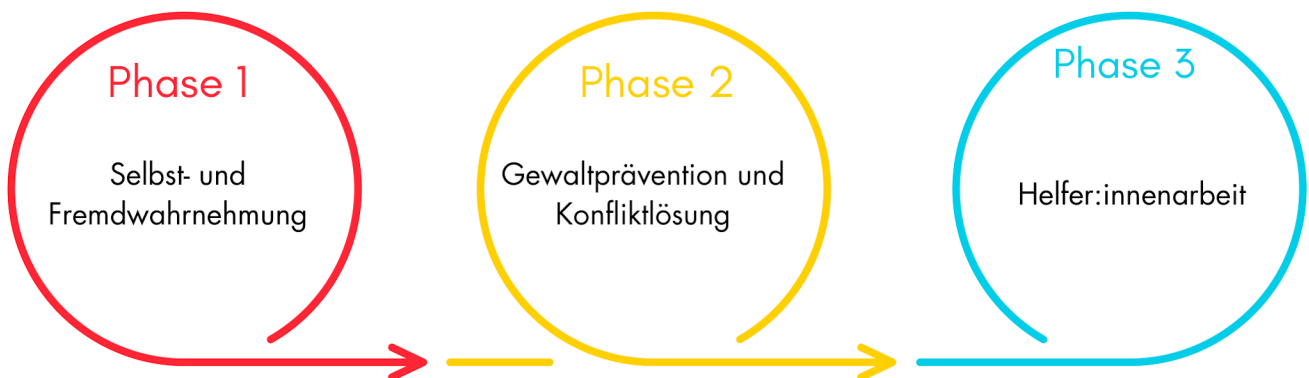 Phase 1
Selbst- und
Fremdwahrnehmung
Phase 2
Gewaltprävention und
Konfliktlösung
Phase 3
Helfer:innenarbeit